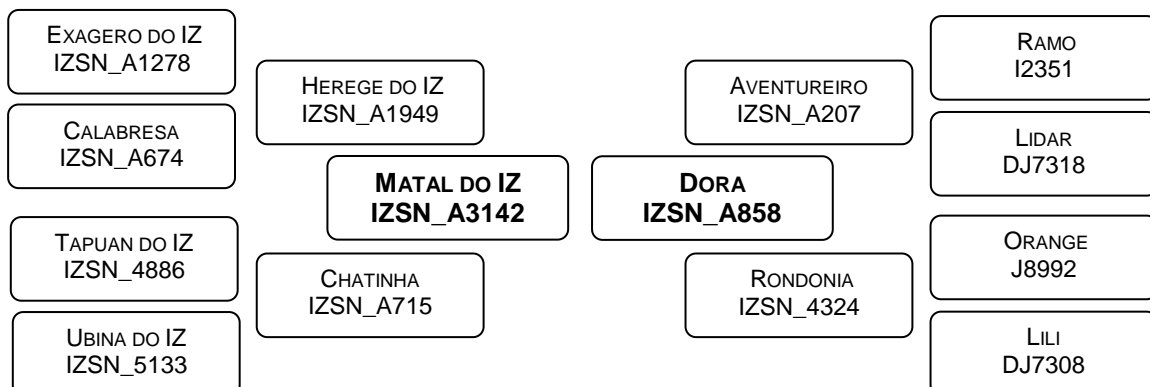 EXAGERO DO IZ
IZSN_A1278
CALABRESA
IZSN_A674
TAPUAN DO IZ
IZSN_4886
UBINA DO IZ
IZSN_5133
HEREGE DO IZ
IZSN_A1949
CHATINHA
IZSN_A715
MATAL DO IZ
IZSN_A3142
DORA
IZSN_A858
AVENTUREIRO
IZSN_A207
RONDONIA
IZSN_4324
RAMO
I2351
LIDAR
DJ7318
ORANGE
J8992
LILI
DJ7308